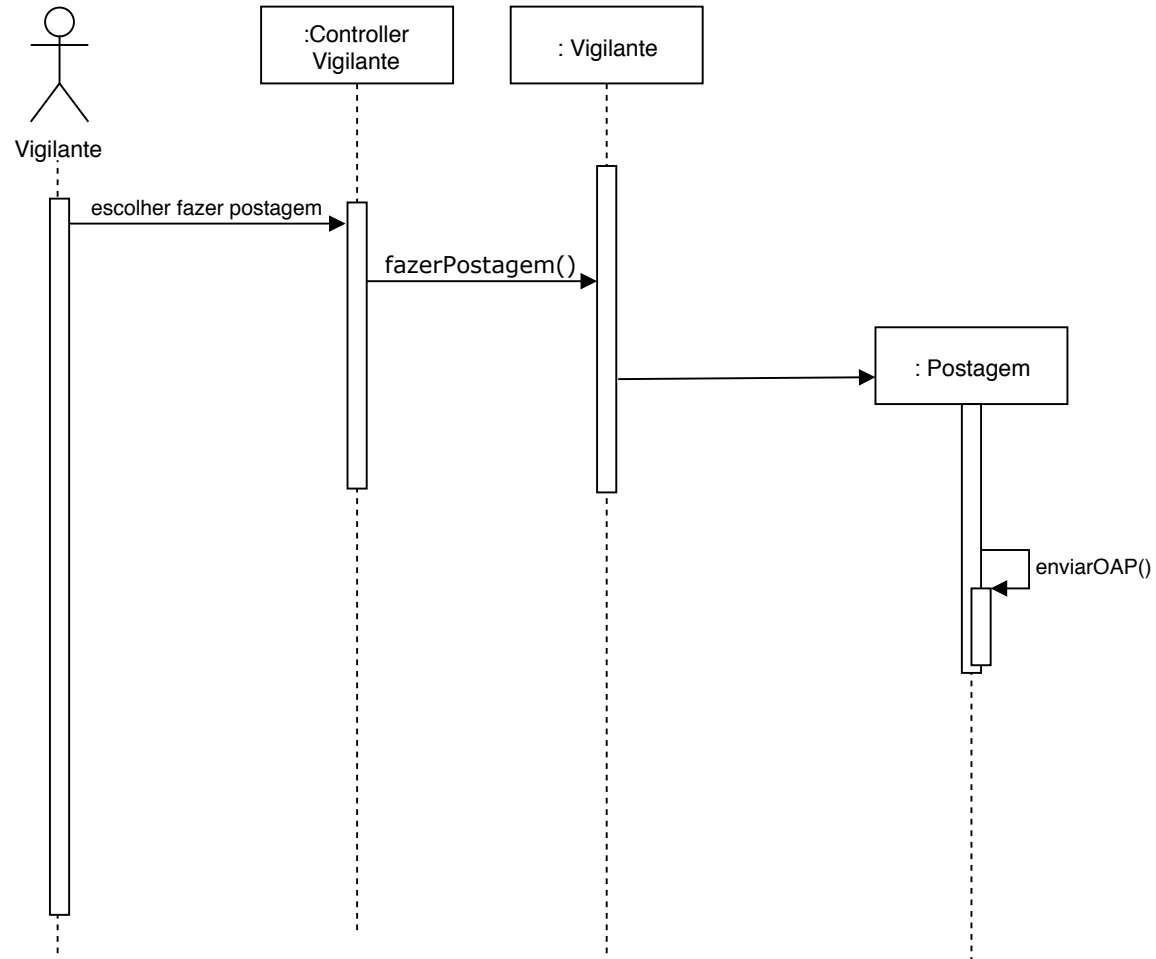 :Controller
Vigilante
: Vigilante
Vigilante
escolher fazer postagem
fazerPostagem()
: Postagem
enviarOAP()